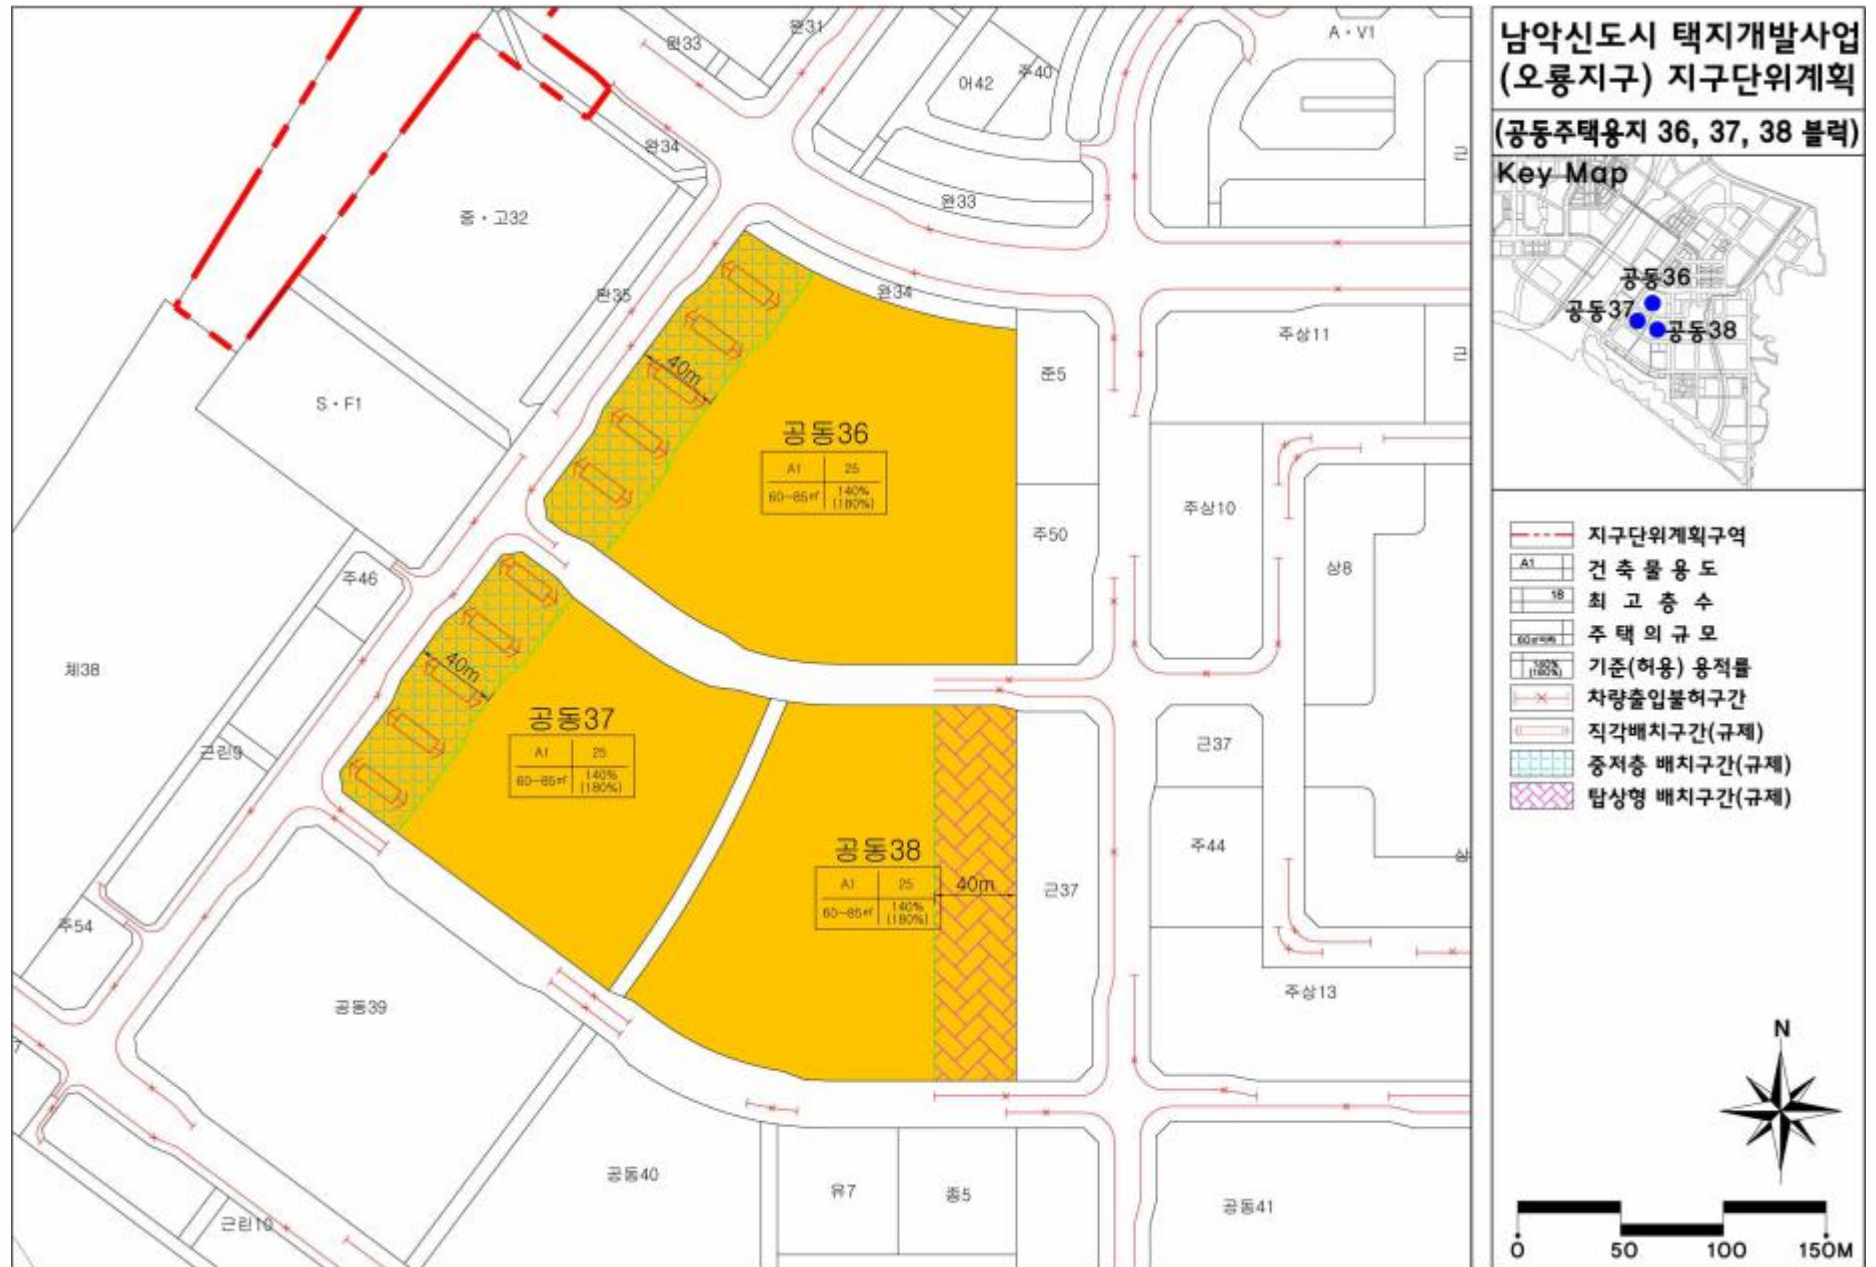 남악신도시 택지개발사업
(오룡지구) 지구단위계획
(공동주택용지 36, 37, 38 블럭)
Key Map
공동36
공동37
공동38
지구단위계획구역
A1
건 축 물 용 도
18
최 고 층 수
주 택 의 규 모
180%
(180%)
기준(허용) 용적률
차량출입불허구간
직각배치구간(규제)
중저층 배치구간(규제)
탑상형 배치구간(규제)
N
0 50 100 150M
완33
완31
A · V1
어42
주40
완34
완33
중 · 고32
완35
완34
주상11
S · F1
40m
준5
공동36
A1 25
60~85㎡ 140%
(180%)
주상10
주50
상8
주46
체38
40m
공동37
A1 25
60~85㎡ 140%
(180%)
근린9
근37
공동38
A1 25
60~85㎡ 140%
(180%)
40m
근37
주44
상
주54
공동39
주상13
공동40
유7
종5
공동41
근린10